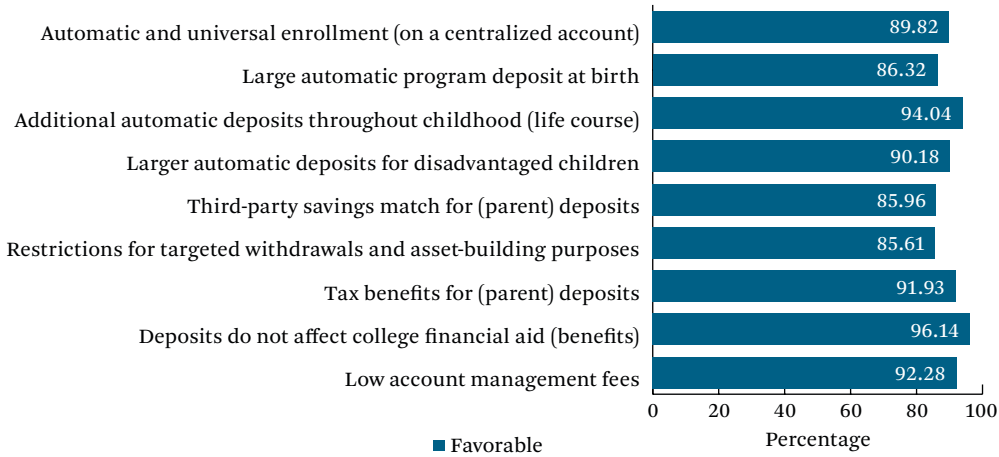 Automatic and universal enrollment (on a centralized account) 89.82
Large automatic program deposit at birth 86.32
Additional automatic deposits throughout childhood (life course) 94.04
Larger automatic deposits for disadvantaged children 90.18
Third-party savings match for (parent) deposits 85.96
Restrictions for targeted withdrawals and asset-building purposes 85.61
Tax benefits for (parent) deposits 91.93
Deposits do not affect college financial aid (benefits) 96.14
Low account management fees 92.28
0 20 40 60 80 100
Percentage
Favorable